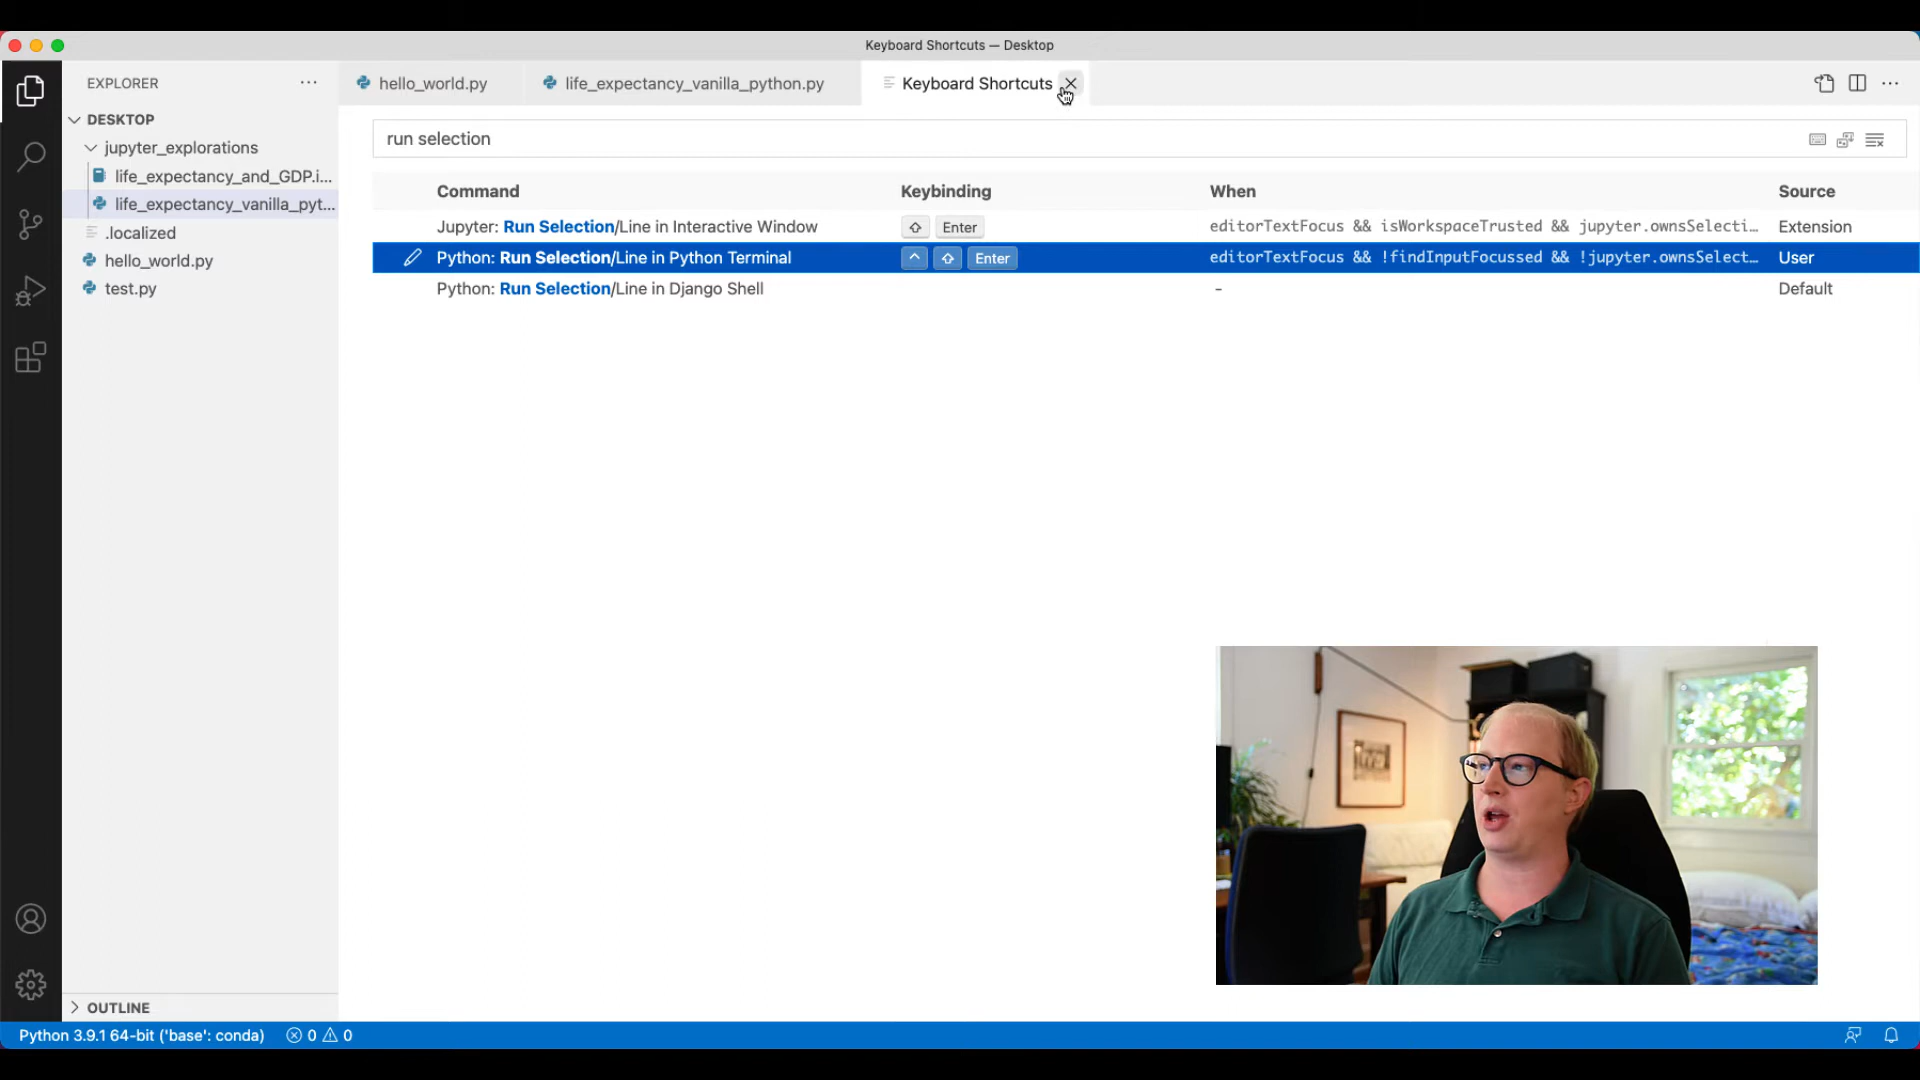 Keyboard Shortcuts — Desktop
EXPLORER
hello_world.py
life_expectancy_vanilla_python.py
Keyboard Shortcuts
DESKTOP
jupyter_explorations
life_expectancy_and_GDP.i...
life_expectancy_vanilla_pyt...
.localized
hello_world.py
test.py
run selection
Command Keybinding When Source
Jupyter: Run Selection/Line in Interactive Window ⇧ Enter editorTextFocus && isWorkspaceTrusted && jupyter.ownsSelecti... Extension
Python: Run Selection/Line in Python Terminal ^ ⇧ Enter editorTextFocus && !findInputFocussed && !jupyter.ownsSelect... User
Python: Run Selection/Line in Django Shell - Default
OUTLINE
Python 3.9.1 64-bit ('base': conda) 0 0